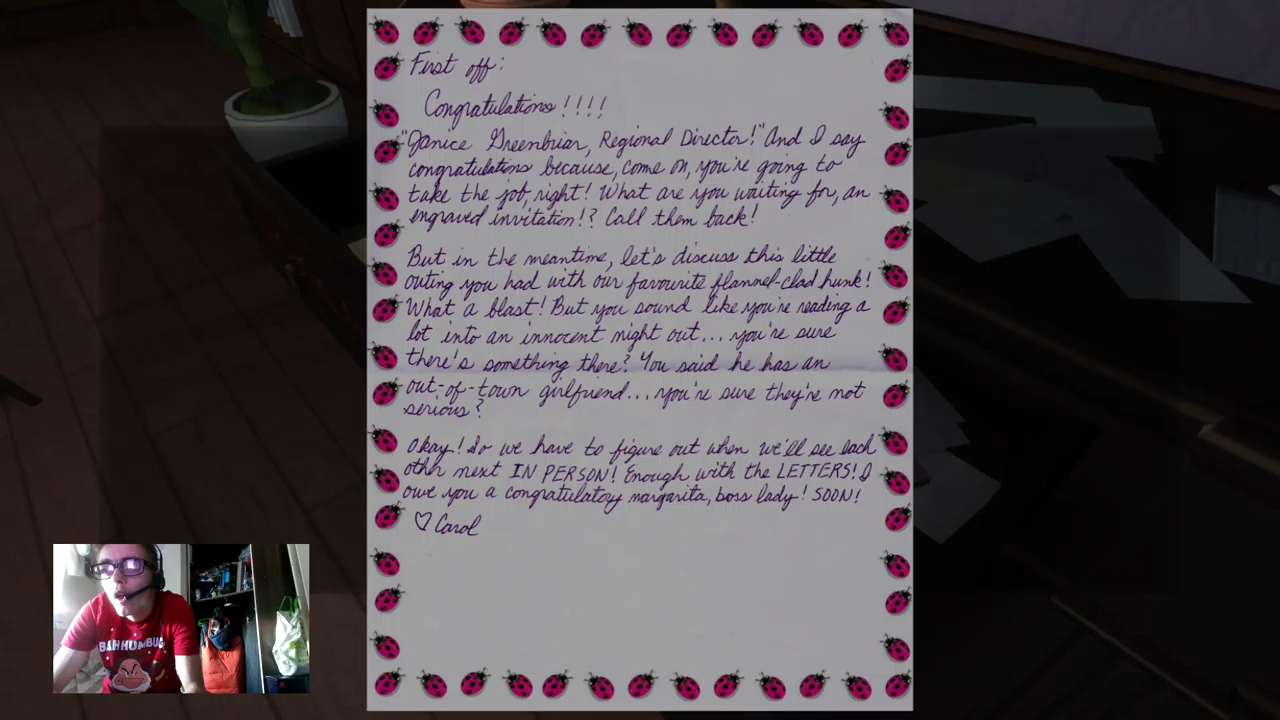 First off:
Congratulations!!!!
"Janice Greenbriar, Regional Director!" And I say
congratulations because, come on, you're going to
take the job, right! What are you waiting for, an
engraved invitation!? Call them back!
But in the meantime, let's discuss this little
outing you had with our favourite flannel-clad hunk!
What a blast! But you sound like you're reading a
lot into an innocent night out... you're sure
there's something there? You said he has an
out-of-town girlfriend... you're sure they're not
serious?
Okay! So we have to figure out when we'll see each
other next IN PERSON! Enough with the LETTERS! I
owe you a congratulatory margarita, boss lady! SOON!
♡ Carol
BAH HUMBUG